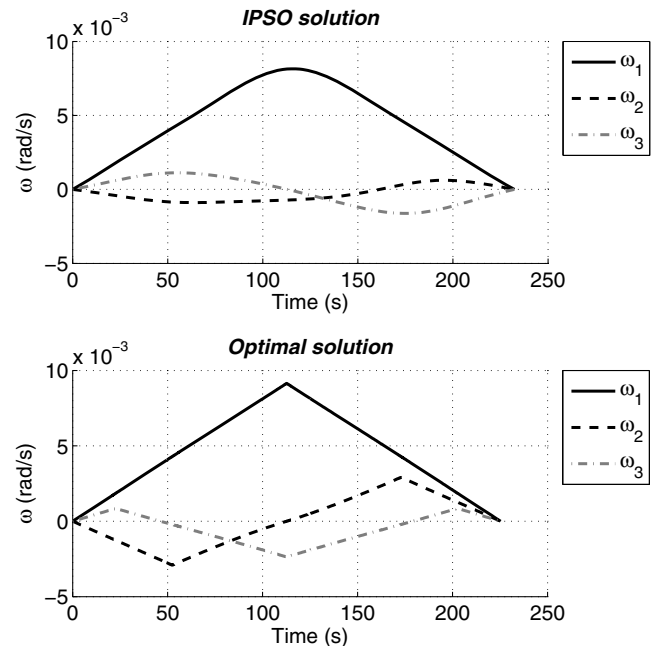 IPSO solution
x 10⁻³
10
5
0
−5
ω (rad/s)
0 50 100 150 200 250
Time (s)
ω₁
ω₂
ω₃
Optimal solution
x 10⁻³
10
5
0
−5
ω (rad/s)
0 50 100 150 200 250
Time (s)
ω₁
ω₂
ω₃